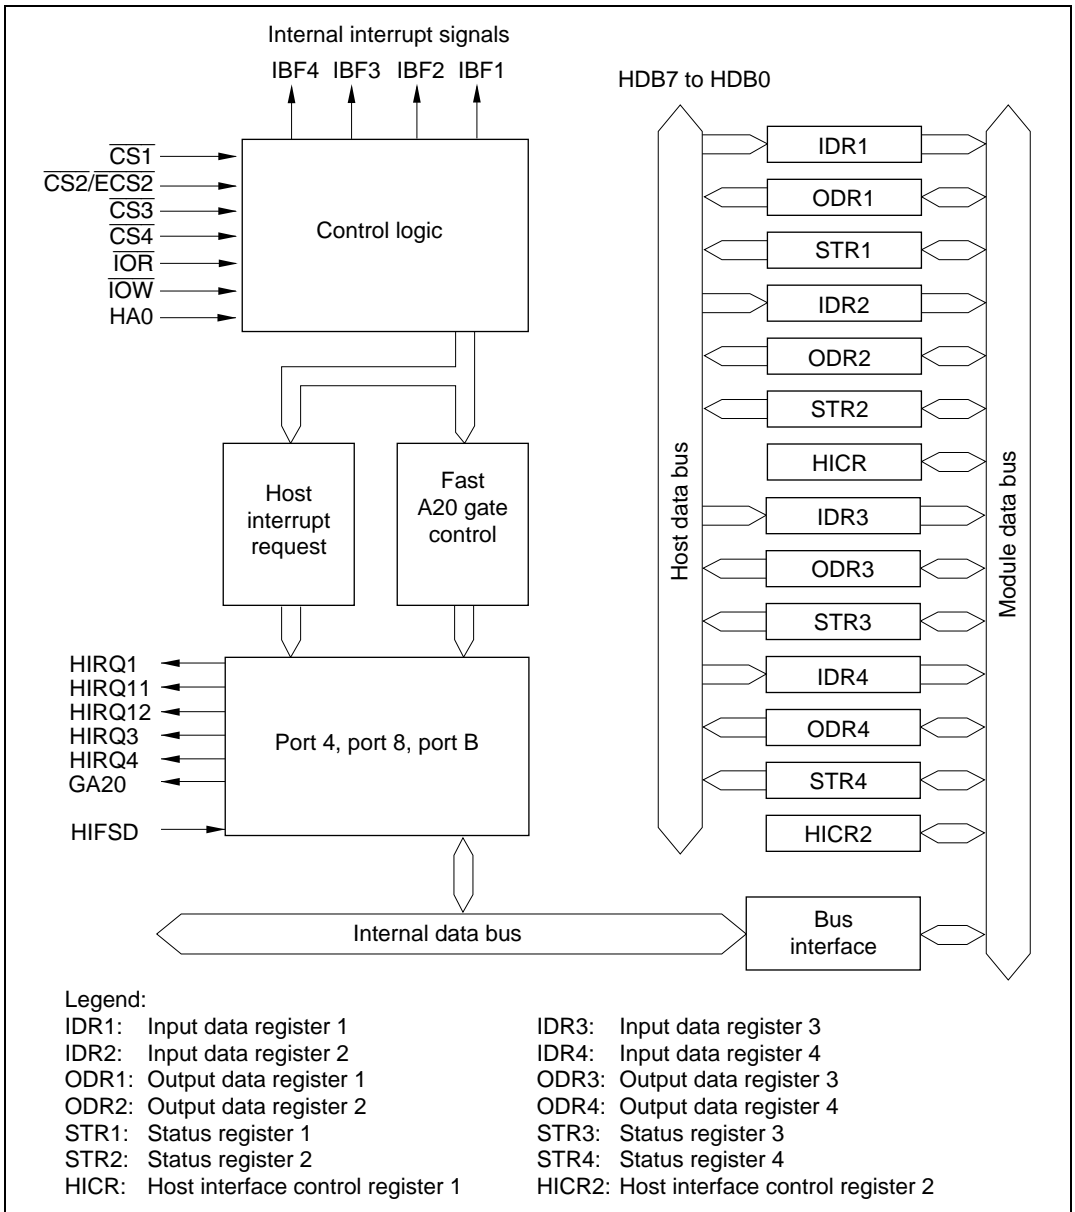 Internal interrupt signals
IBF4 IBF3 IBF2 IBF1
HDB7 to HDB0
CS1
CS2/ECS2
CS3
CS4
IOR
IOW
HA0
Control logic
Host
interrupt
request
Fast
A20 gate
control
HIRQ1
HIRQ11
HIRQ12
HIRQ3
HIRQ4
GA20
HIFSD
Port 4, port 8, port B
Host data bus
IDR1
ODR1
STR1
IDR2
ODR2
STR2
HICR
IDR3
ODR3
STR3
IDR4
ODR4
STR4
HICR2
Module data bus
Internal data bus
Bus
interface
Legend:
IDR1: Input data register 1
IDR2: Input data register 2
ODR1: Output data register 1
ODR2: Output data register 2
STR1: Status register 1
STR2: Status register 2
HICR: Host interface control register 1
IDR3: Input data register 3
IDR4: Input data register 4
ODR3: Output data register 3
ODR4: Output data register 4
STR3: Status register 3
STR4: Status register 4
HICR2: Host interface control register 2